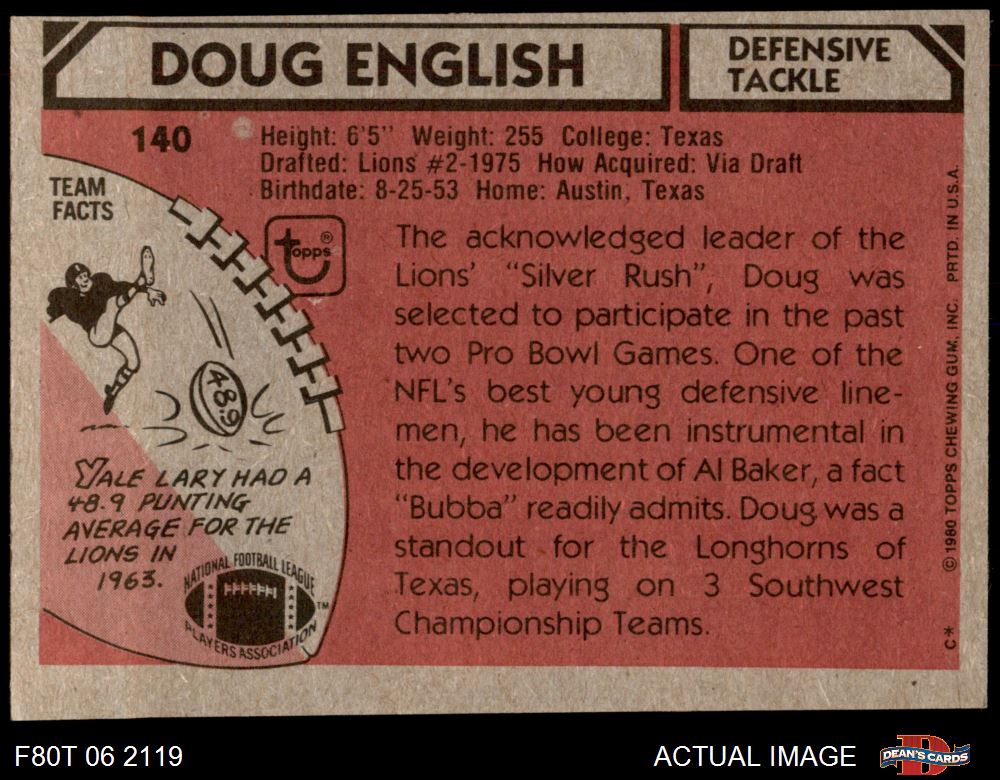 DOUG ENGLISH
DEFENSIVE
TACKLE
140
Height: 6'5" Weight: 255 College: Texas
Drafted: Lions #2-1975 How Acquired: Via Draft
Birthdate: 8-25-53 Home: Austin, Texas
TEAM
FACTS
topps®
48.9
YALE LARY HAD A
48.9 PUNTING
AVERAGE FOR THE
LIONS IN
1963.
NATIONAL FOOTBALL LEAGUE
PLAYERS ASSOCIATION
TM
The acknowledged leader of the
Lions' "Silver Rush", Doug was
selected to participate in the past
two Pro Bowl Games. One of the
NFL's best young defensive line-
men, he has been instrumental in
the development of Al Baker, a fact
"Bubba" readily admits. Doug was a
standout for the Longhorns of
Texas, playing on 3 Southwest
Championship Teams.
©1980 TOPPS CHEWING GUM, INC. PRTD. IN U.S.A.
C*
F80T 06 2119
ACTUAL IMAGE
D
DEAN'S CARDS